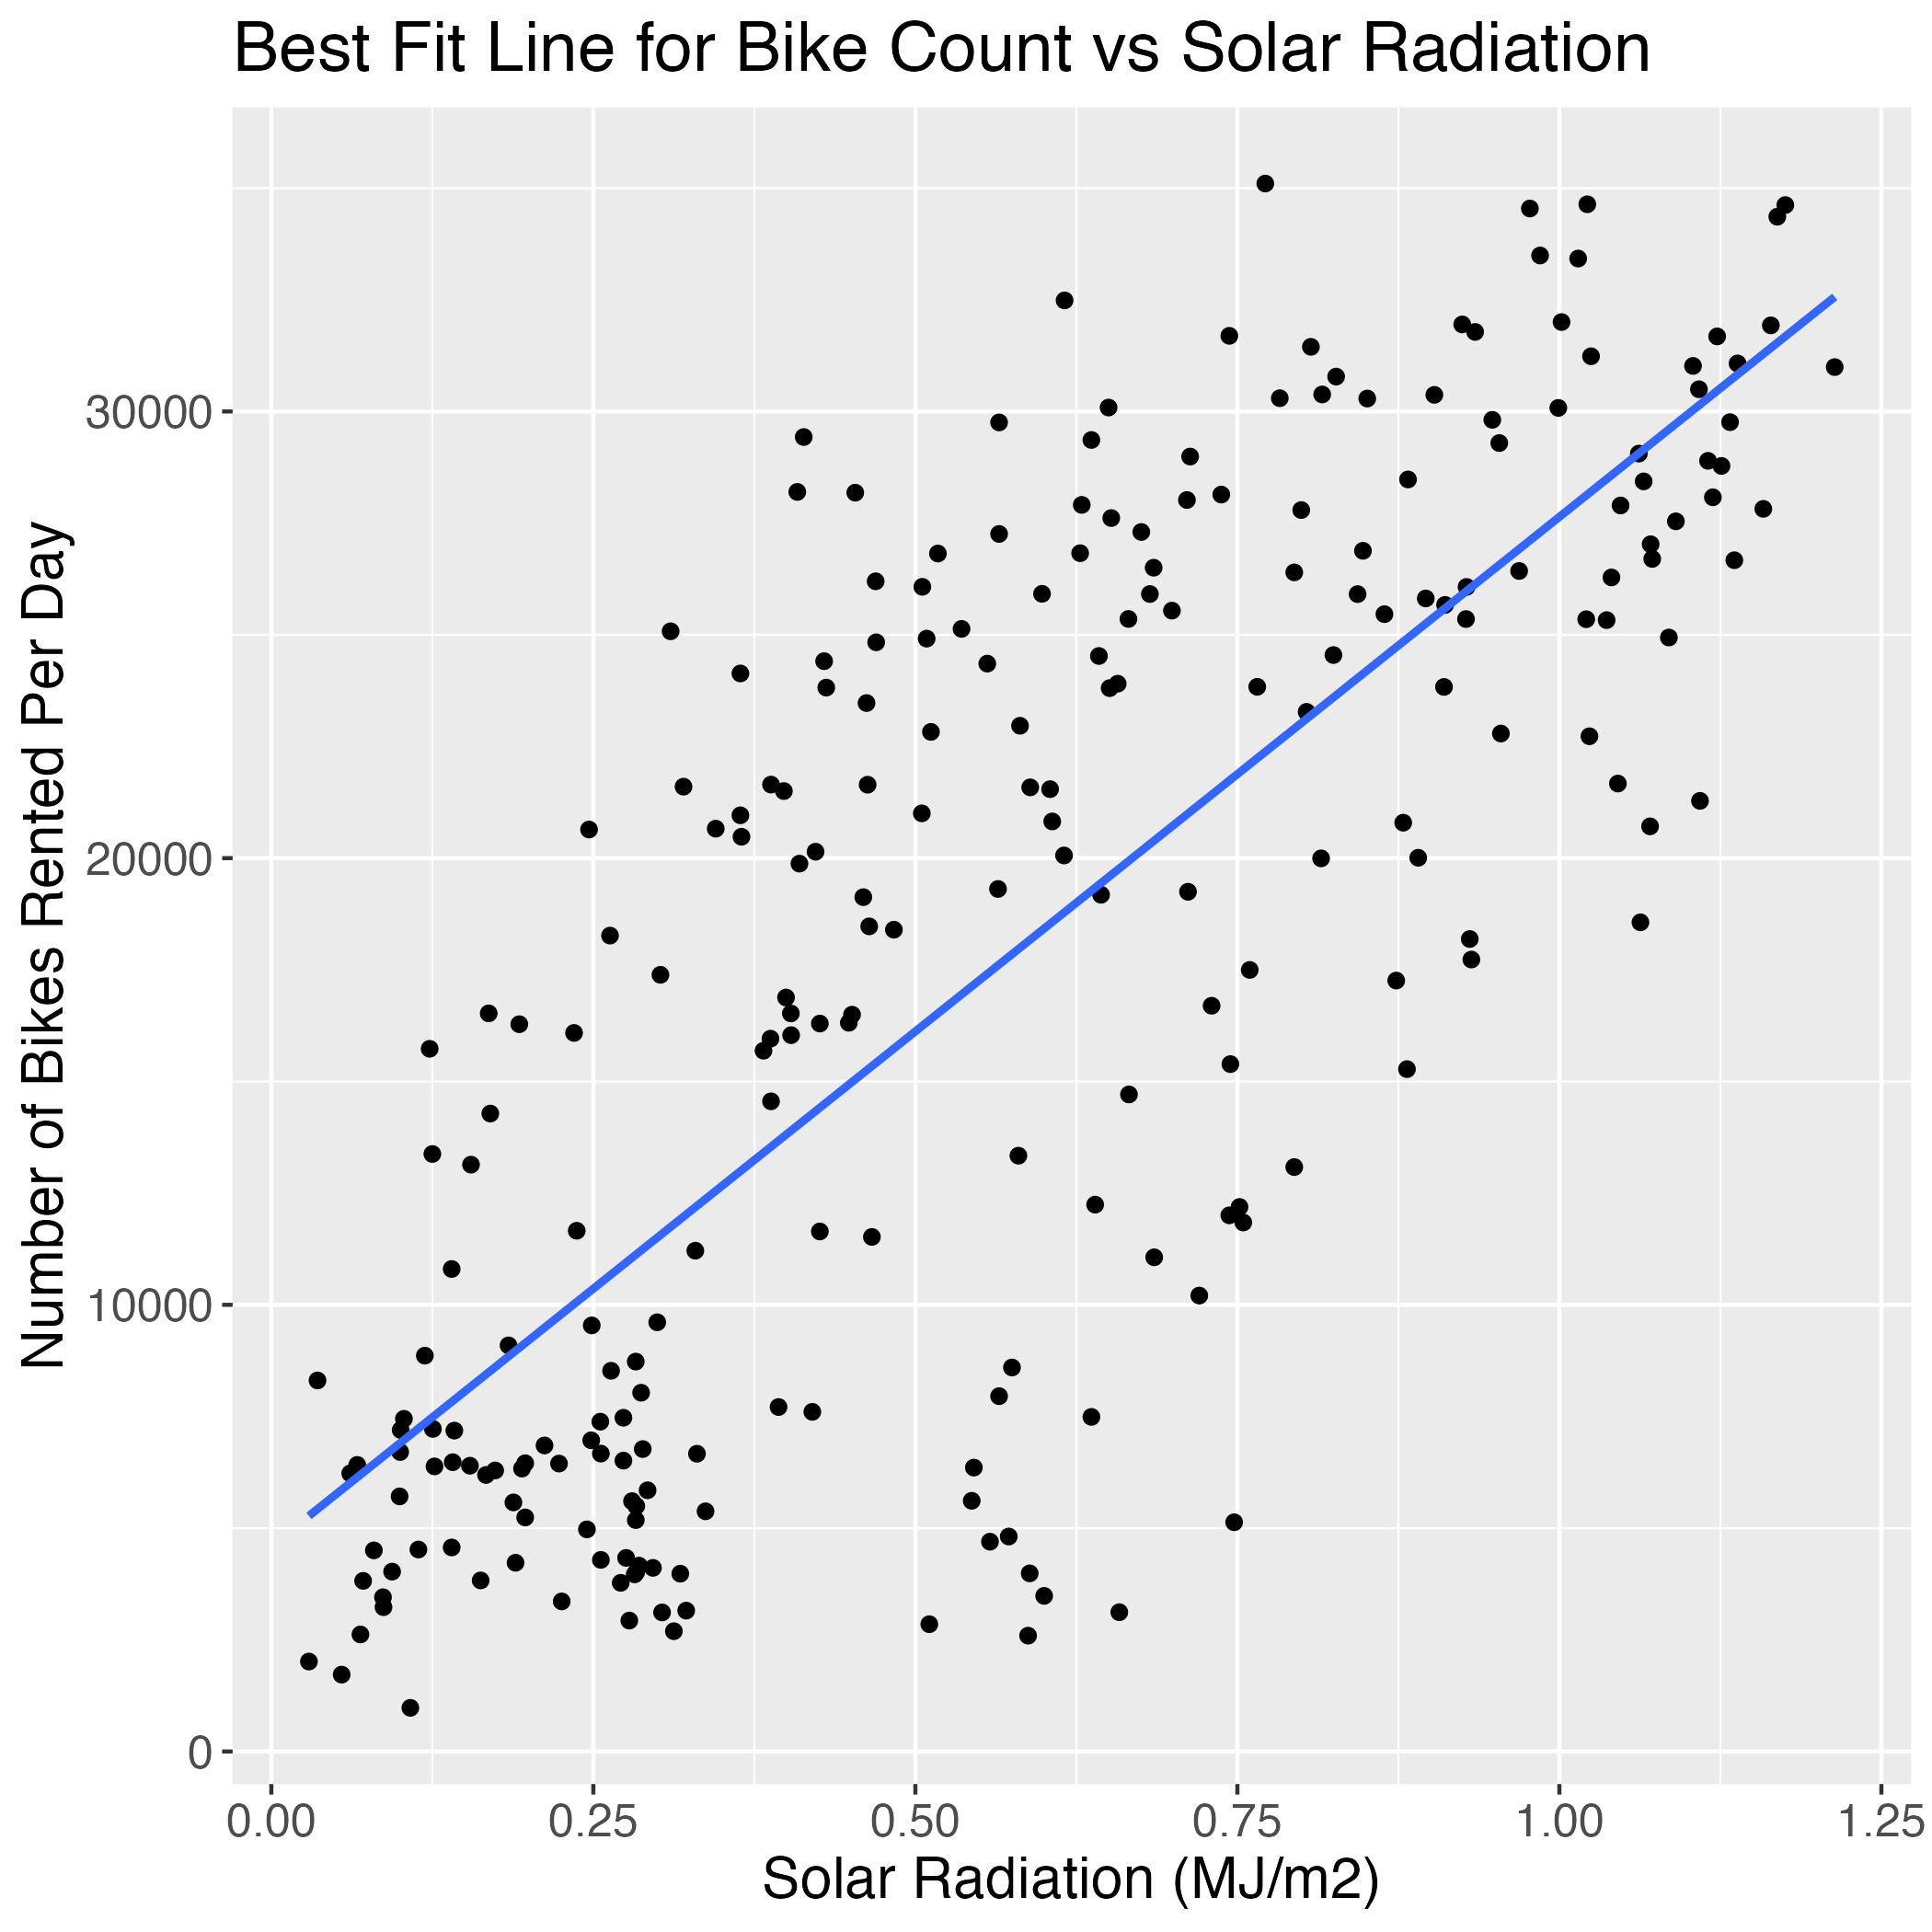 Best Fit Line for Bike Count vs Solar Radiation
Number of Bikes Rented Per Day
30000
20000
10000
0
0.00 0.25 0.50 0.75 1.00 1.25
Solar Radiation (MJ/m2)